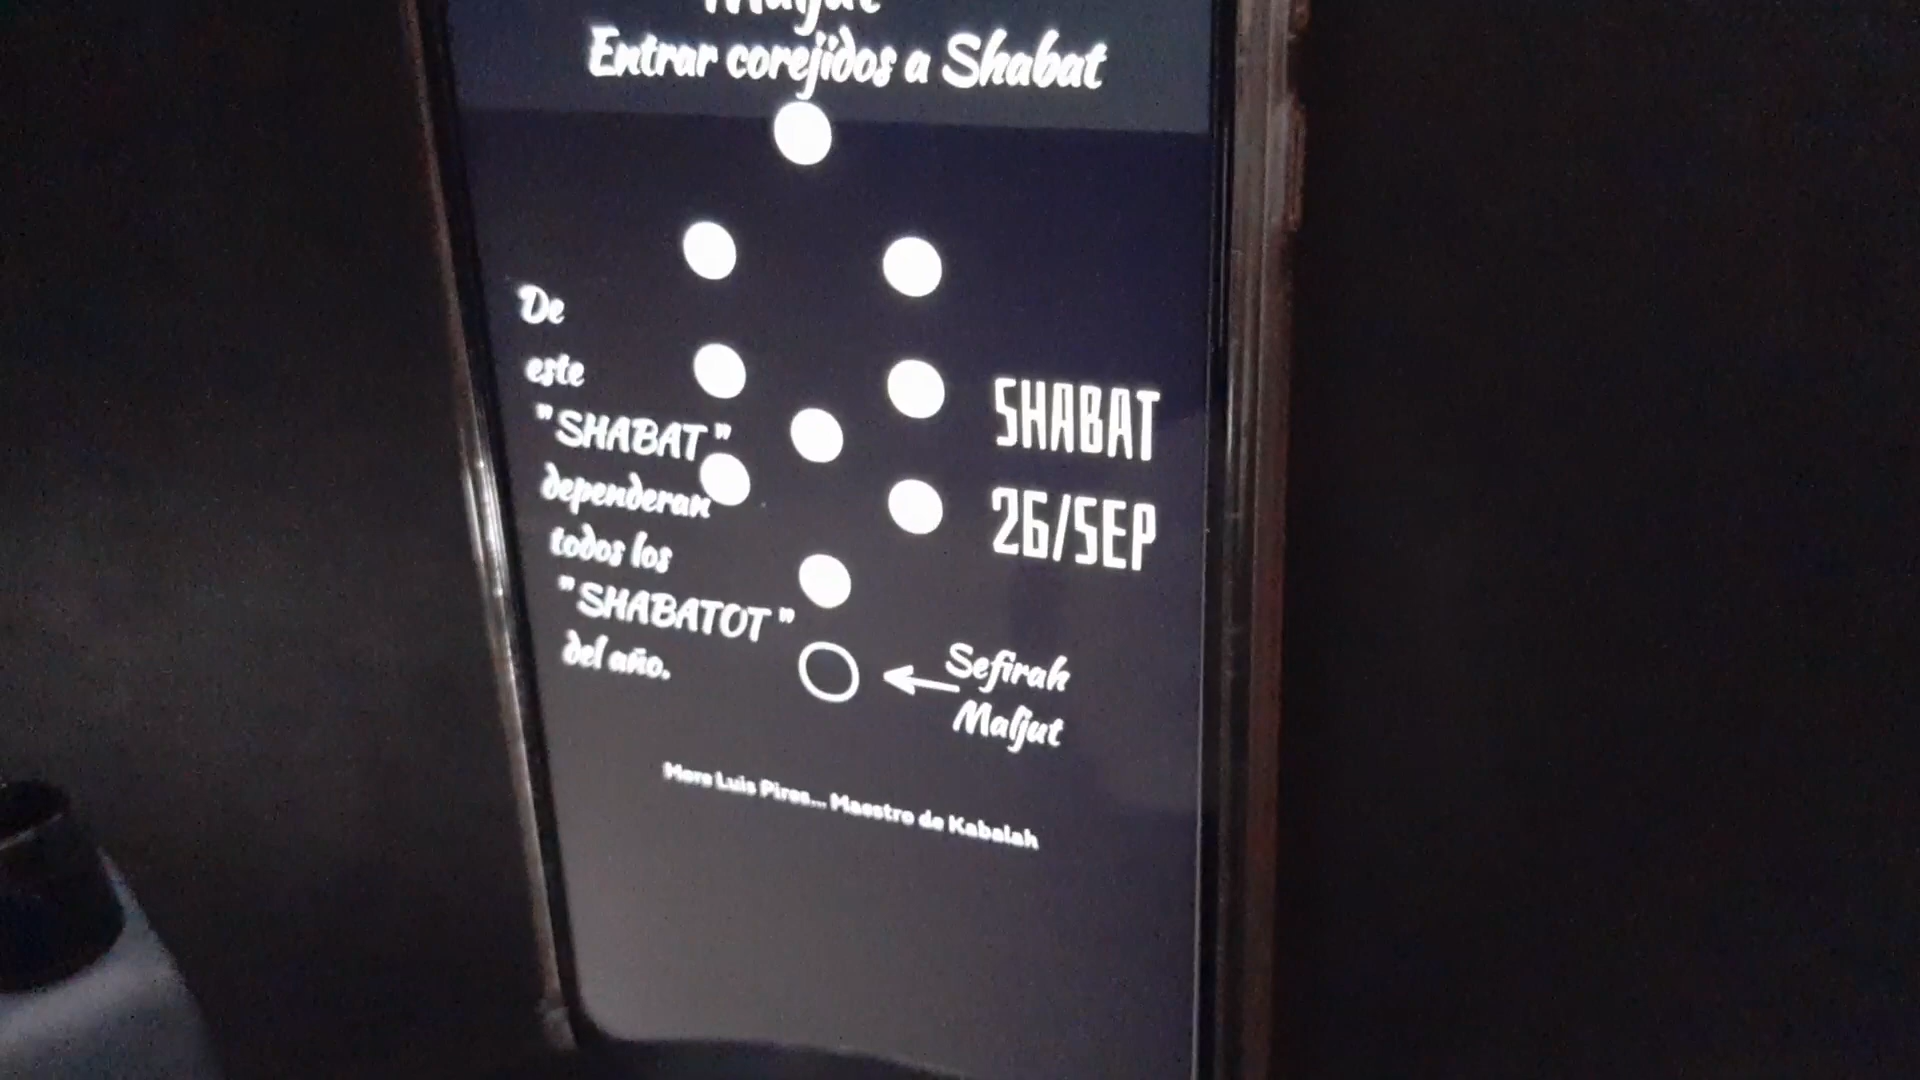 Maljut
Entrar corejidos a Shabat
De
este
"SHABAT"
dependeran
todos los
"SHABATOT"
del año.
SHABAT
26/SEP
Sefirah
Maljut
More Luis Pires... Maestro de Kabalah